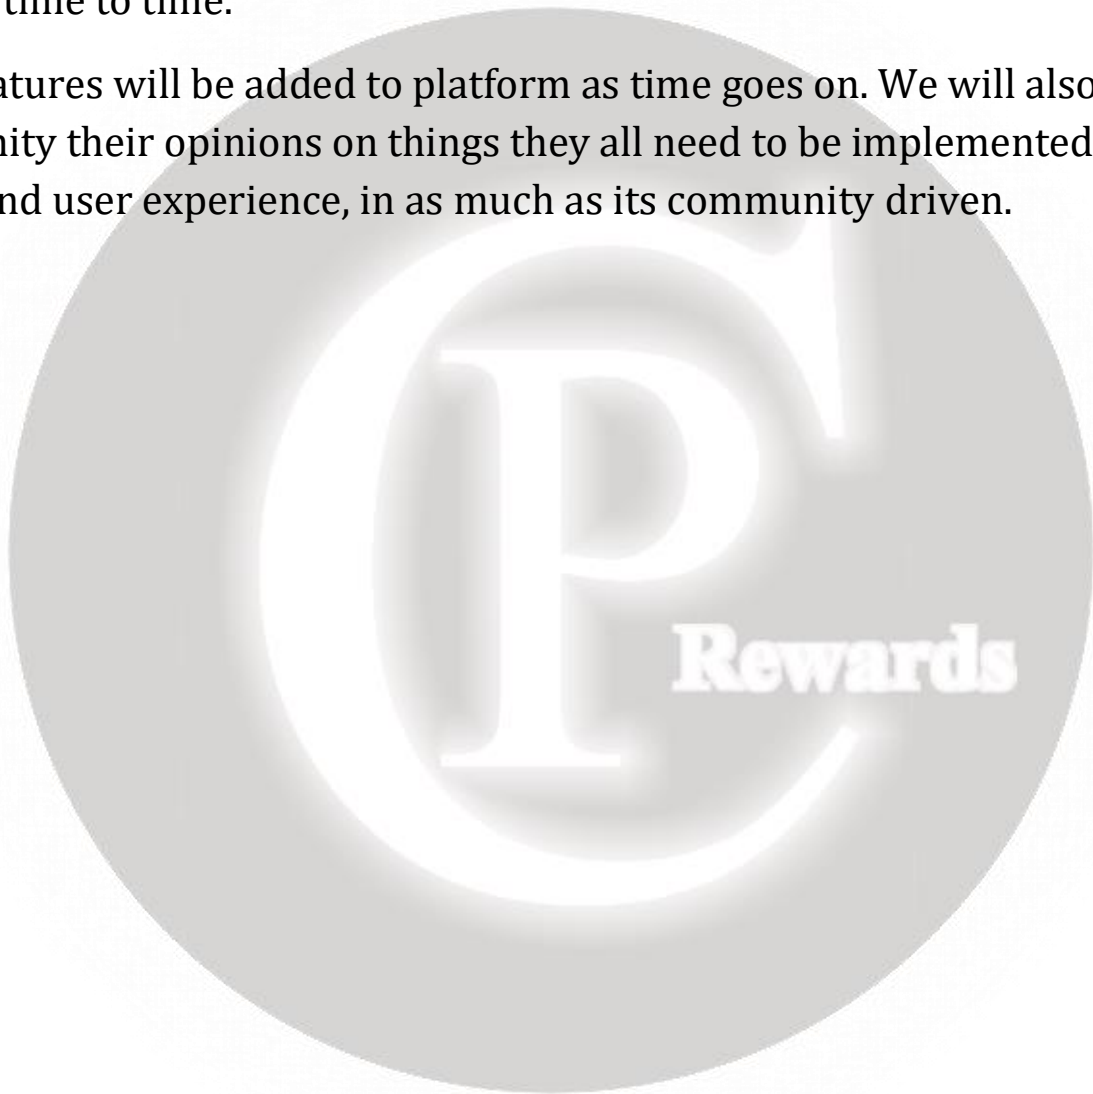 time to time.
atures will be added to platform as time goes on. We will also
nity their opinions on things they all need to be implemented
nd user experience, in as much as its community driven.
CP
Rewards